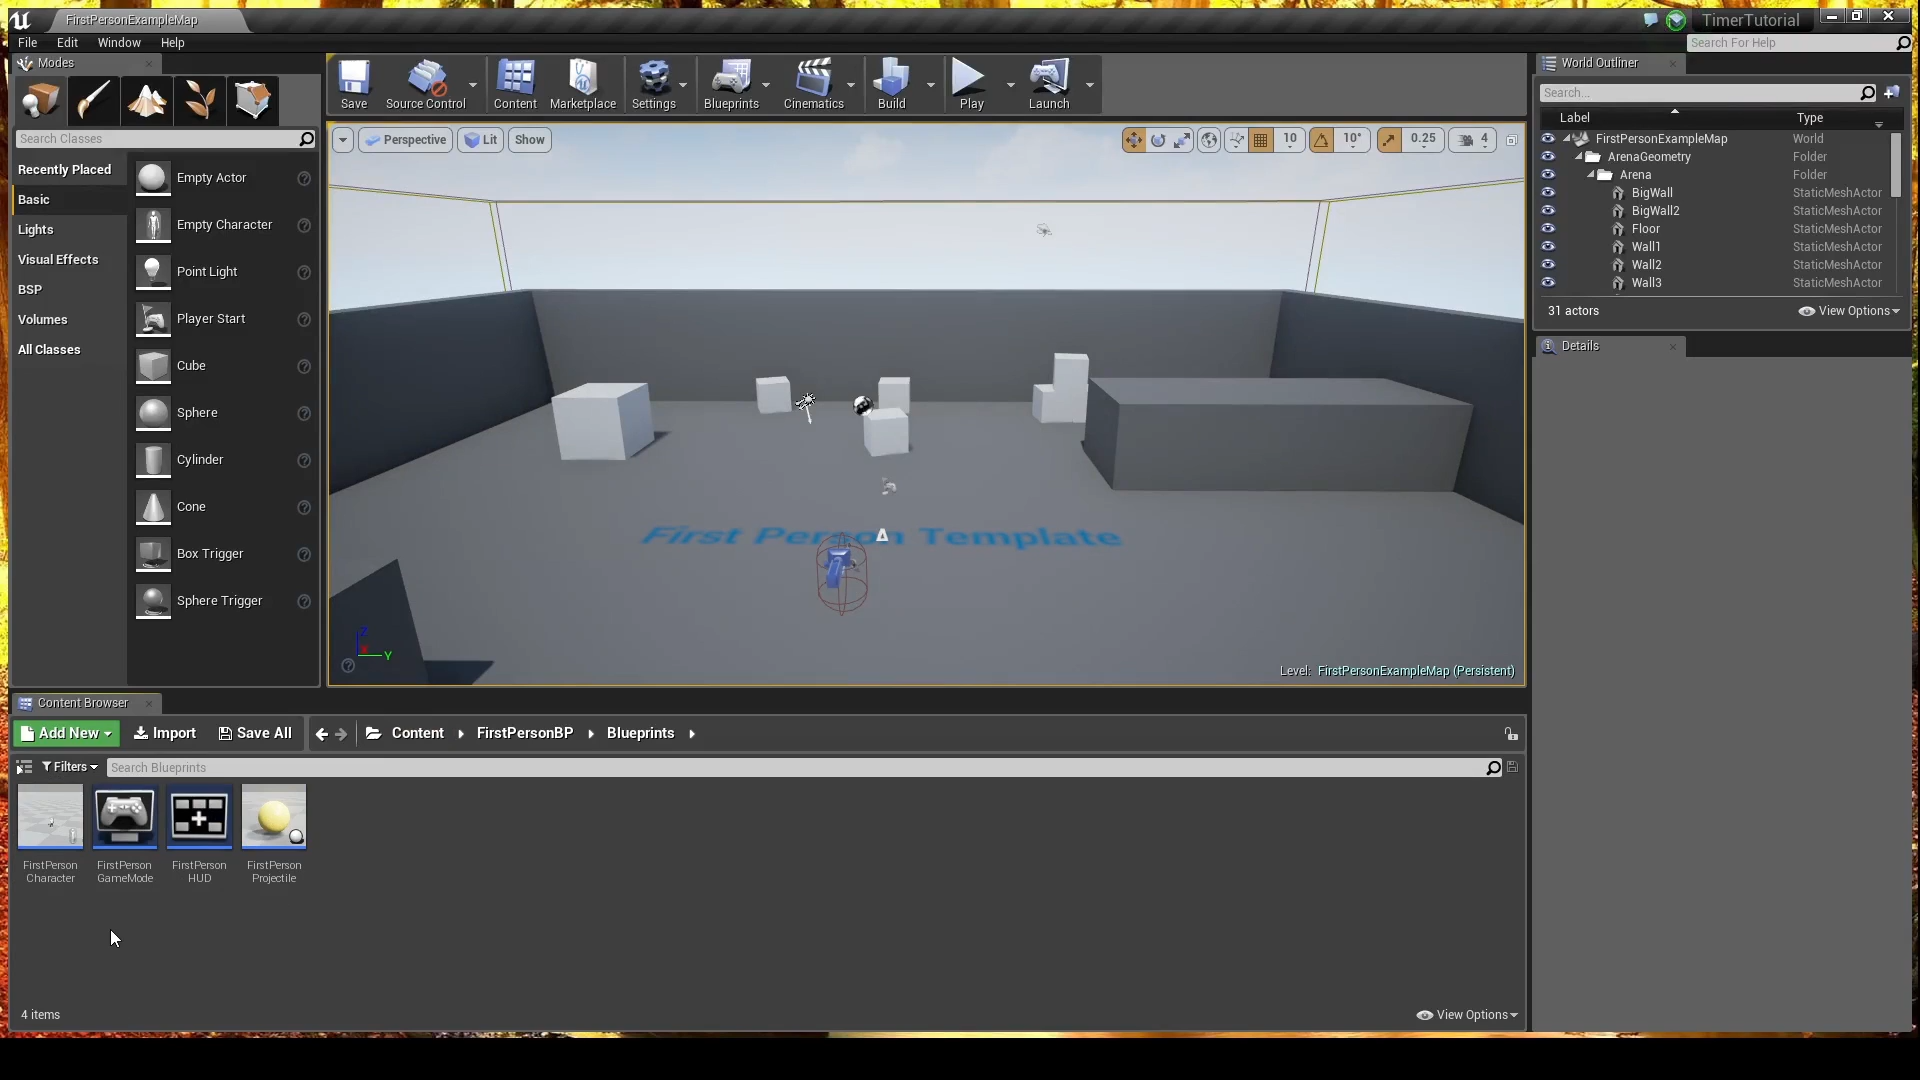 FirstPersonExampleMap
TimerTutorial
File Edit Window Help
Search For Help
Modes
Save Source Control Content Marketplace Settings Blueprints Cinematics Build Play Launch
World Outliner
Search...
Label Type
Search Classes
Perspective Lit Show
10 10° 0.25 4
Recently Placed
Basic
Lights
Visual Effects
BSP
Volumes
All Classes
Empty Actor
Empty Character
Point Light
Player Start
Cube
Sphere
Cylinder
Cone
Box Trigger
Sphere Trigger
FirstPersonExampleMap World
ArenaGeometry Folder
Arena Folder
BigWall StaticMeshActor
BigWall2 StaticMeshActor
Floor StaticMeshActor
Wall1 StaticMeshActor
Wall2 StaticMeshActor
Wall3 StaticMeshActor
31 actors View Options
Details
First Person Template
Z
Y
Level: FirstPersonExampleMap (Persistent)
Content Browser
Add New Import Save All Content FirstPersonBP Blueprints
Filters Search Blueprints
FirstPerson Character
FirstPerson GameMode
FirstPerson HUD
FirstPerson Projectile
4 items View Options